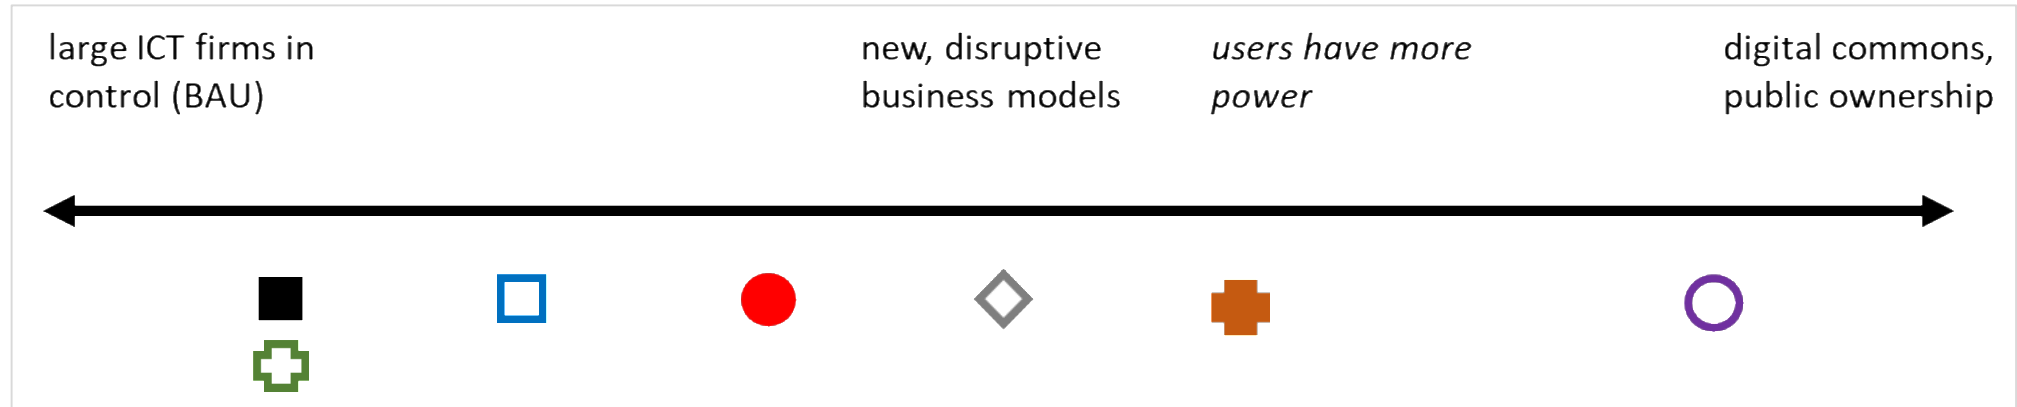 large ICT firms in
control (BAU)
new, disruptive
business models
users have more
power
digital commons,
public ownership